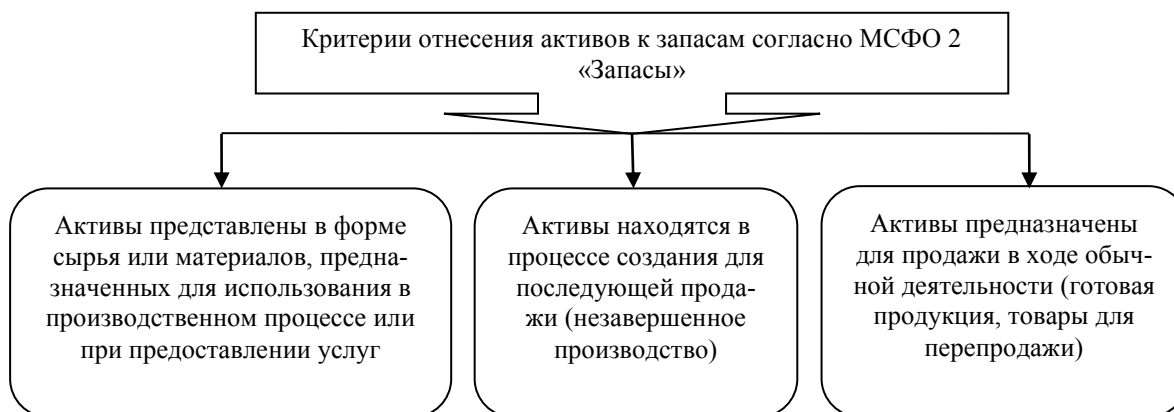 Критерии отнесения активов к запасам согласно МСФО 2
«Запасы»
Активы представлены в форме
сырья или материалов, предна-
значенных для использования в
производственном процессе или
при предоставлении услуг
Активы находятся в
процессе создания для
последующей прода-
жи (незавершенное
производство)
Активы предназначены
для продажи в ходе обыч-
ной деятельности (готовая
продукция, товары для
перепродажи)